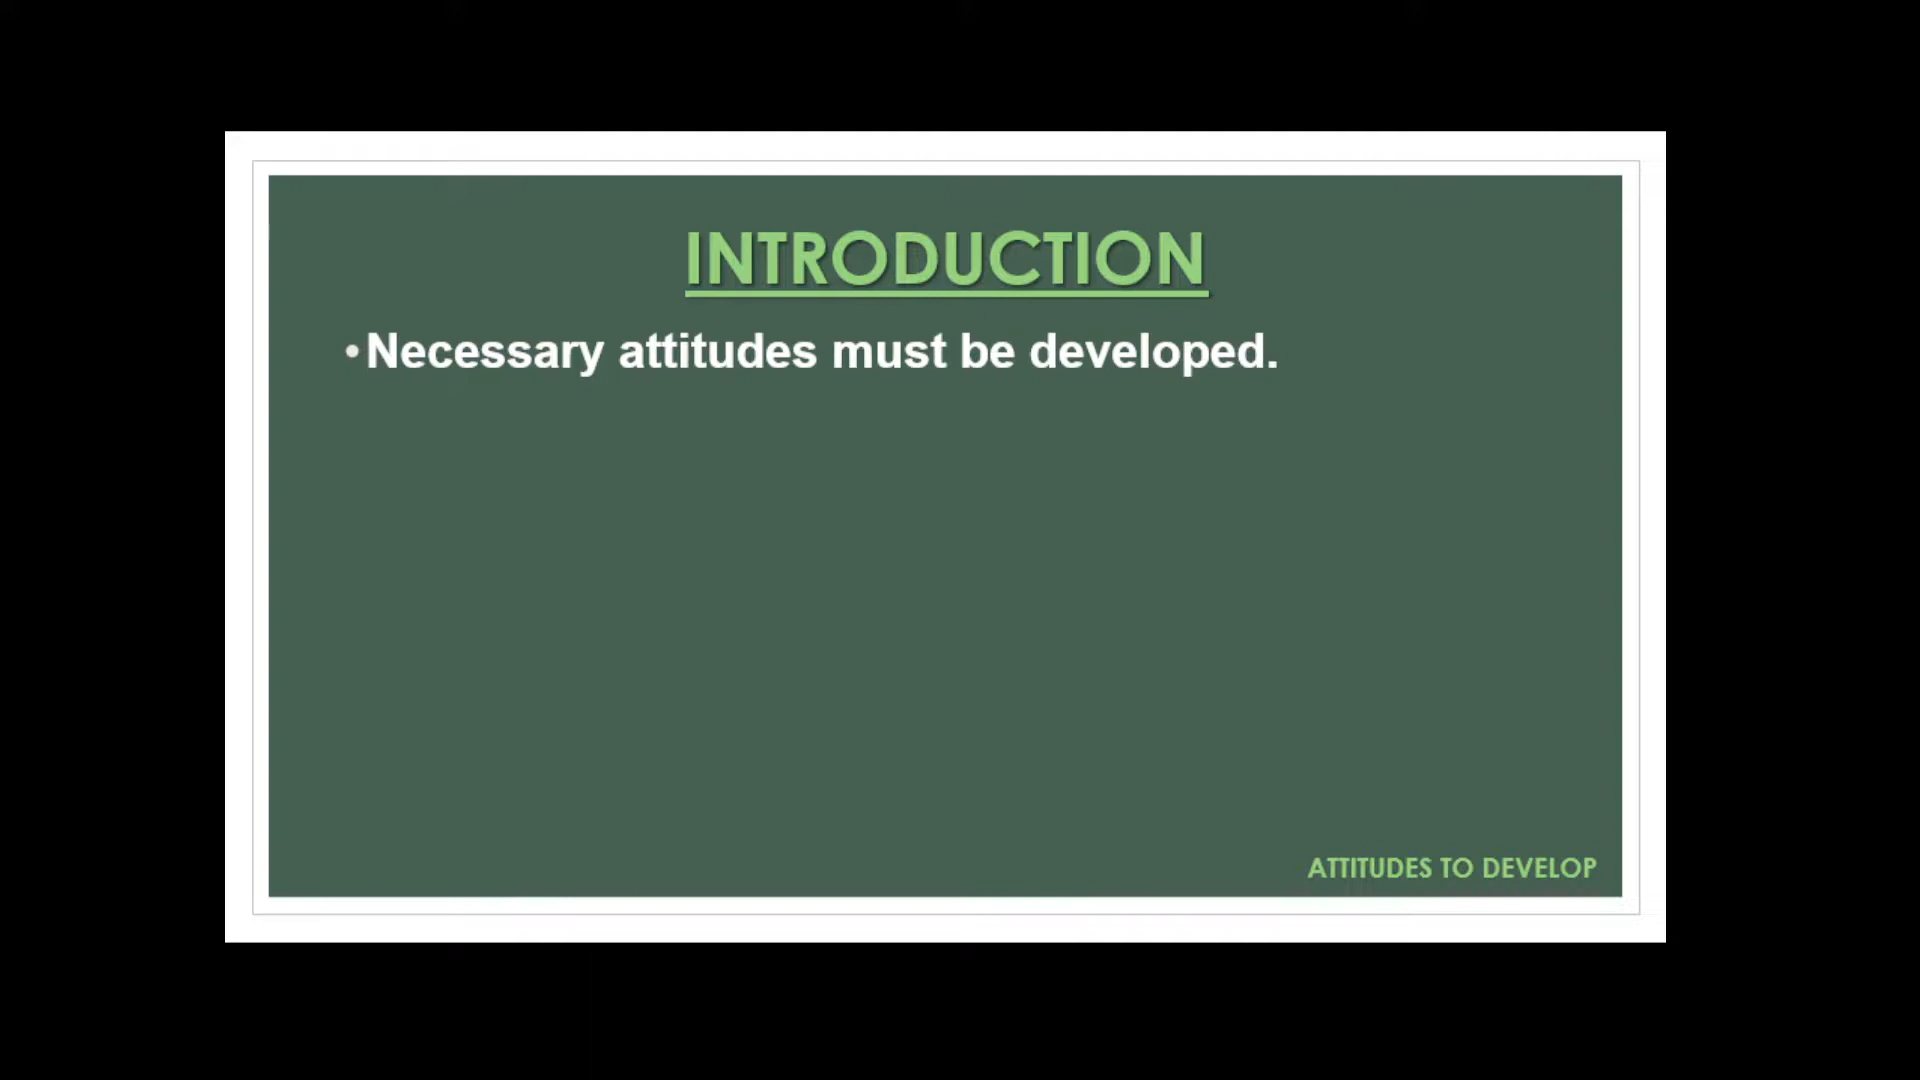 INTRODUCTION
•Necessary attitudes must be developed.
ATTITUDES TO DEVELOP